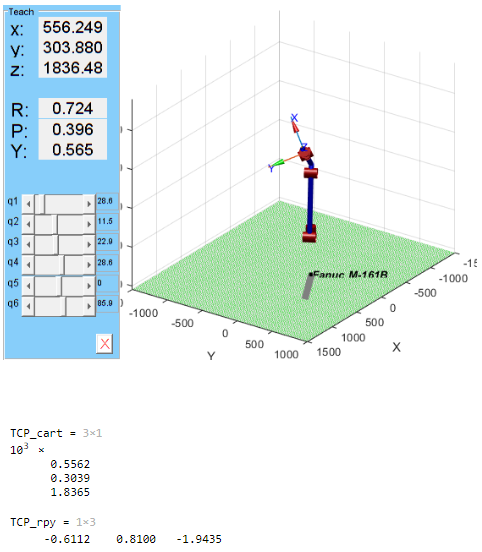 Teach
x: 556.249
y: 303.880
z: 1836.48
R: 0.724
P: 0.396
Y: 0.565
q1 28.6
q2 11.5
q3 22.9
q4 28.6
q5 0
q6 85.9
X
X
Z
Y
Fanuc M-16iB
-1000
-500
0
500
1000
Y
1500
1000
500
0
-500
-1000
-15
X
TCP_cart = 3×1
103 ×
0.5562
0.3039
1.8365
TCP_rpy = 1×3
-0.6112 0.8100 -1.9435